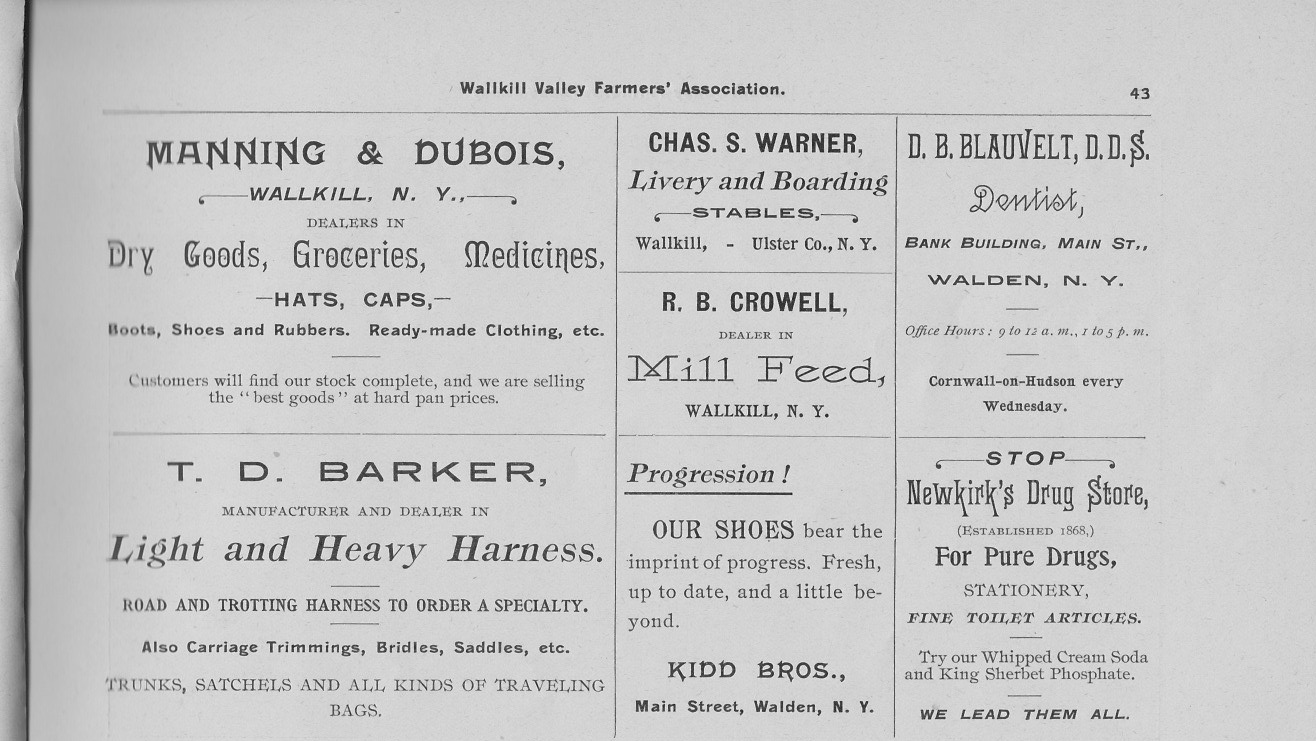 Wallkill Valley Farmers' Association.
43
MANNING & DUBOIS,
WALLKILL, N. Y.,
DEALERS IN
Dry Goods, Groceries, Medicines,
—HATS, CAPS,—
Boots, Shoes and Rubbers. Ready-made Clothing, etc.
Customers will find our stock complete, and we are selling
the "best goods" at hard pan prices.
T. D. BARKER,
MANUFACTURER AND DEALER IN
Light and Heavy Harness.
ROAD AND TROTTING HARNESS TO ORDER A SPECIALTY.
Also Carriage Trimmings, Bridles, Saddles, etc.
TRUNKS, SATCHELS AND ALL KINDS OF TRAVELING
BAGS.
CHAS. S. WARNER,
Livery and Boarding
STABLES,
Wallkill, - Ulster Co., N. Y.
R. B. CROWELL,
DEALER IN
Mill Feed,
WALLKILL, N. Y.
Progression!
OUR SHOES bear the
imprint of progress. Fresh,
up to date, and a little be-
yond.
KIDD BROS.,
Main Street, Walden, N. Y.
D. B. BLAUVELT, D.D.S.
Dentist,
BANK BUILDING, MAIN ST.,,
WALDEN, N. Y.
Office Hours: 9 to 12 a. m., 1 to 5 p. m.
Cornwall-on-Hudson every
Wednesday.
STOP
Newkirk's Drug Store,
(ESTABLISHED 1868,)
For Pure Drugs,
STATIONERY,
FINE TOILET ARTICLES.
Try our Whipped Cream Soda
and King Sherbet Phosphate.
WE LEAD THEM ALL.